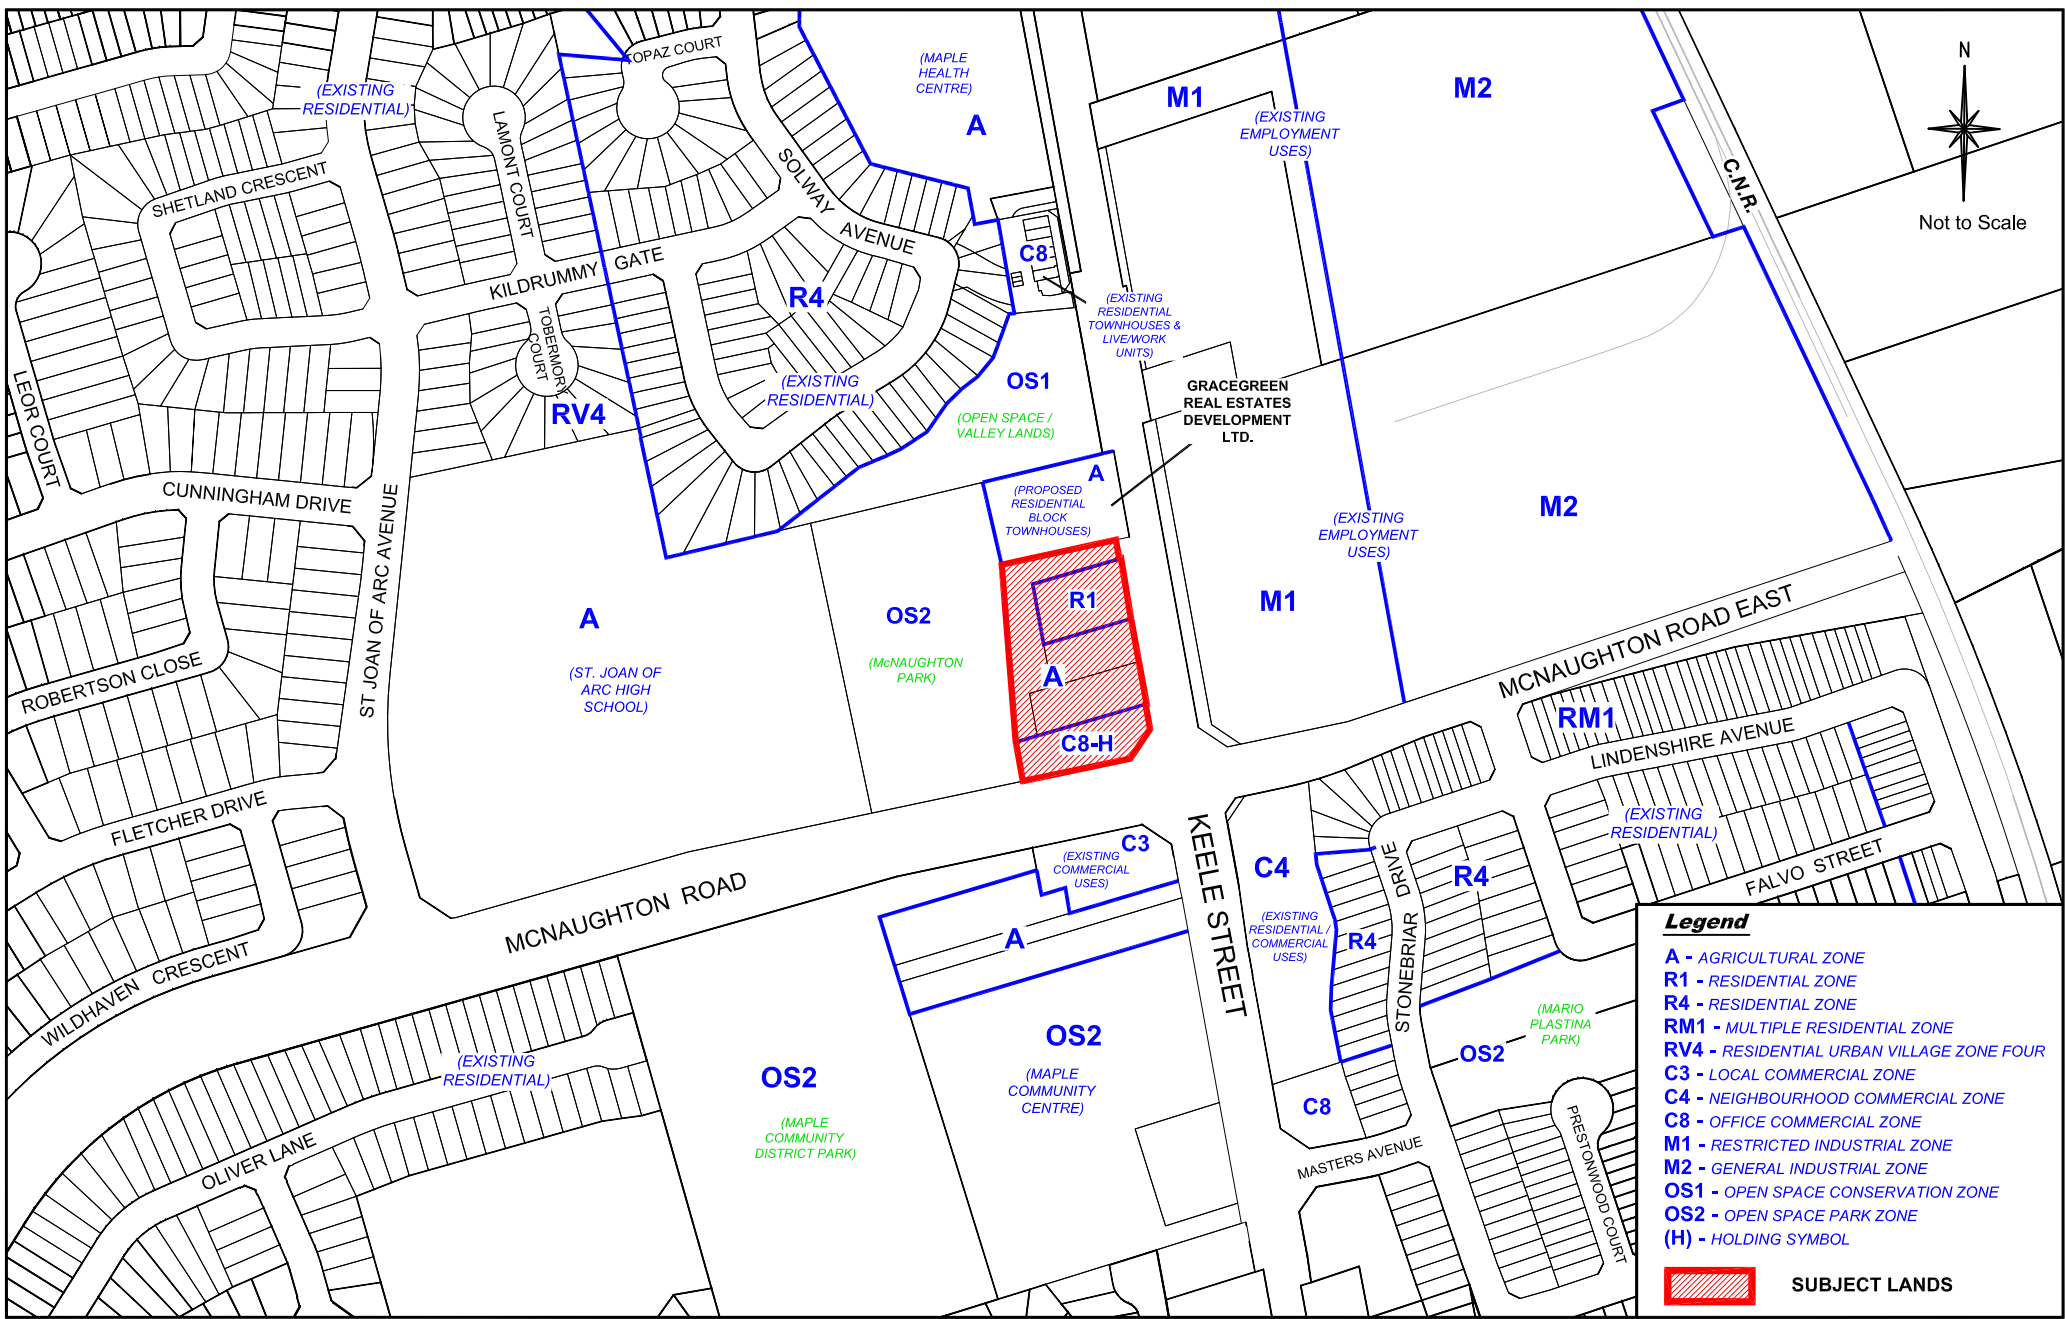 TOPAZ COURT
(MAPLE
HEALTH
CENTRE)
A
M1
(EXISTING
EMPLOYMENT
USES)
M2
N
Not to Scale
C.N.R.
(EXISTING
RESIDENTIAL)
LAMONT COURT
SHETLAND CRESCENT
SOLWAY
AVENUE
KILDRUMMY GATE
C8
(EXISTING
RESIDENTIAL
TOWNHOUSES &
LIVE/WORK
UNITS)
R4
TOBERMORY
COURT
(EXISTING
RESIDENTIAL)
RV4
OS1
(OPEN SPACE /
VALLEY LANDS)
GRACEGREEN
REAL ESTATES
DEVELOPMENT
LTD.
LEOR COURT
CUNNINGHAM DRIVE
ST JOAN OF ARC AVENUE
A
(PROPOSED
RESIDENTIAL
BLOCK
TOWNHOUSES)
(EXISTING
EMPLOYMENT
USES)
M2
M1
R1
A
C8-H
OS2
(McNAUGHTON
PARK)
A
(ST. JOAN OF
ARC HIGH
SCHOOL)
ROBERTSON CLOSE
FLETCHER DRIVE
MCNAUGHTON ROAD EAST
RM1
LINDENSHIRE AVENUE
(EXISTING
RESIDENTIAL)
FALVO STREET
WILDHAVEN CRESCENT
MCNAUGHTON ROAD
C3
(EXISTING
COMMERCIAL
USES)
A
KEELE STREET
C4
(EXISTING
RESIDENTIAL /
COMMERCIAL
USES)
R4
STONEBRIAR DRIVE
R4
(MARIO
PLASTINA
PARK)
OS2
C8
MASTERS AVENUE
PRESTONWOOD COURT
OS2
(MAPLE
COMMUNITY
CENTRE)
OS2
(MAPLE
COMMUNITY
DISTRICT PARK)
(EXISTING
RESIDENTIAL)
OLIVER LANE
Legend
A - AGRICULTURAL ZONE
R1 - RESIDENTIAL ZONE
R4 - RESIDENTIAL ZONE
RM1 - MULTIPLE RESIDENTIAL ZONE
RV4 - RESIDENTIAL URBAN VILLAGE ZONE FOUR
C3 - LOCAL COMMERCIAL ZONE
C4 - NEIGHBOURHOOD COMMERCIAL ZONE
C8 - OFFICE COMMERCIAL ZONE
M1 - RESTRICTED INDUSTRIAL ZONE
M2 - GENERAL INDUSTRIAL ZONE
OS1 - OPEN SPACE CONSERVATION ZONE
OS2 - OPEN SPACE PARK ZONE
(H) - HOLDING SYMBOL
SUBJECT LANDS